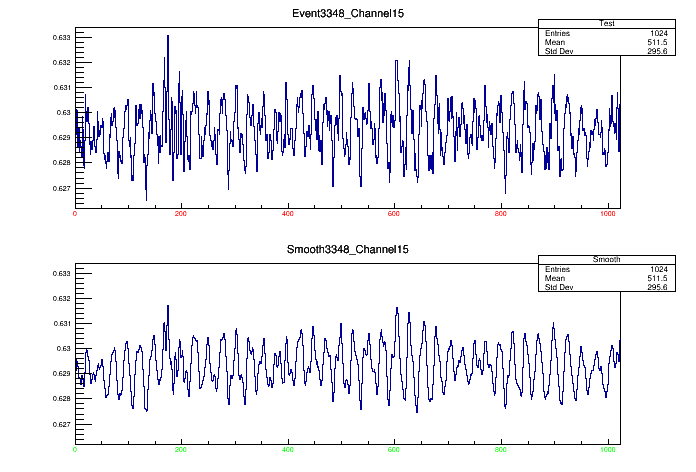 Event3348_Channel15
Test
Entries 1024
Mean 511.5
Std Dev 295.6
0.633
0.632
0.631
0.63
0.629
0.628
0.627
0 200 400 600 800 1000
Smooth3348_Channel15
Smooth
Entries 1024
Mean 511.5
Std Dev 295.6
0.633
0.632
0.631
0.63
0.629
0.628
0.627
0 200 400 600 800 1000